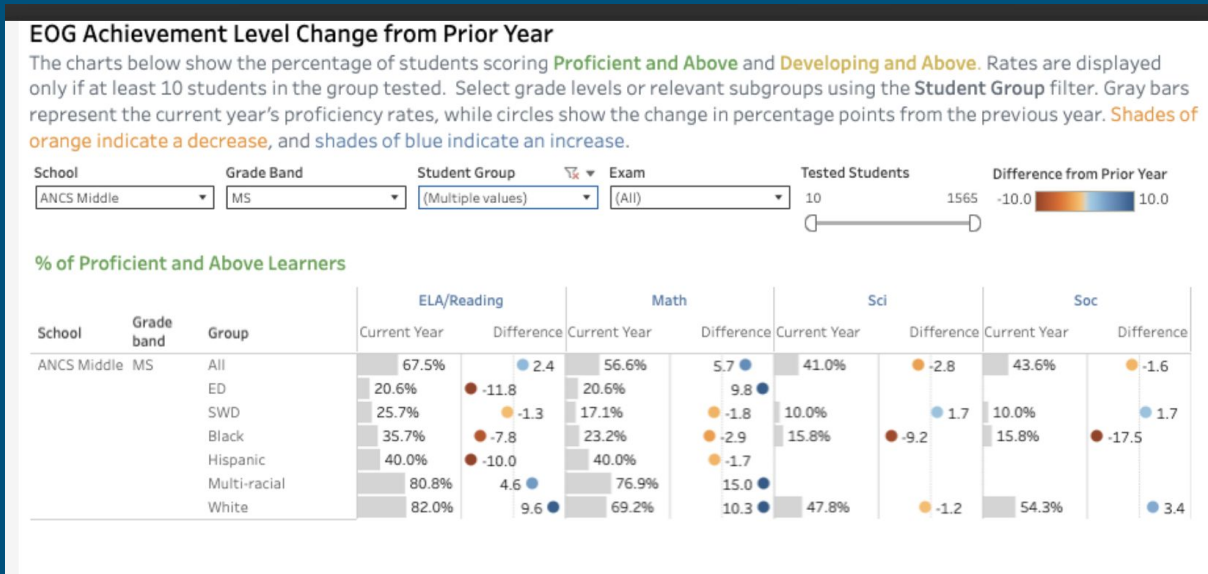 EOG Achievement Level Change from Prior Year
The charts below show the percentage of students scoring Proficient and Above and Developing and Above. Rates are displayed
only if at least 10 students in the group tested. Select grade levels or relevant subgroups using the Student Group filter. Gray bars
represent the current year's proficiency rates, while circles show the change in percentage points from the previous year. Shades of
orange indicate a decrease, and shades of blue indicate an increase.
School Grade Band Student Group Exam Tested Students Difference from Prior Year
ANCS Middle MS (Multiple values) (All) 10 1565 -10.0 10.0
% of Proficient and Above Learners
ELA/Reading Math Sci Soc
School Grade band Group Current Year Difference Current Year Difference Current Year Difference Current Year Difference
ANCS Middle MS All 67.5% 2.4 56.6% 5.7 41.0% -2.8 43.6% -1.6
ED 20.6% -11.8 20.6% 9.8
SWD 25.7% -1.3 17.1% -1.8 10.0% 1.7 10.0% 1.7
Black 35.7% -7.8 23.2% -2.9 15.8% -9.2 15.8% -17.5
Hispanic 40.0% -10.0 40.0% -1.7
Multi-racial 80.8% 4.6 76.9% 15.0
White 82.0% 9.6 69.2% 10.3 47.8% -1.2 54.3% 3.4